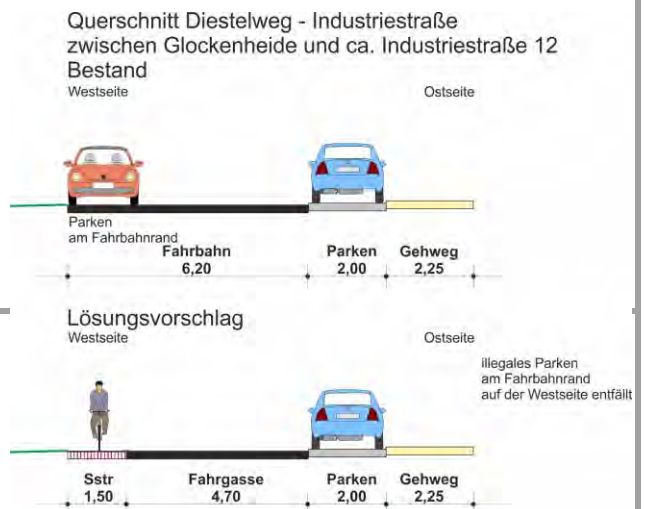 Querschnitt Diestelweg - Industriestraße
zwischen Glockenheide und ca. Industriestraße 12
Bestand
Westseite
Ostseite
Parken
am Fahrbahnrand
Fahrbahn
6,20
Parken
2,00
Gehweg
2,25
Lösungsvorschlag
Westseite
Ostseite
illegales Parken
am Fahrbahnrand
auf der Westseite entfällt
Sstr
1,50
Fahrgasse
4,70
Parken
2,00
Gehweg
2,25